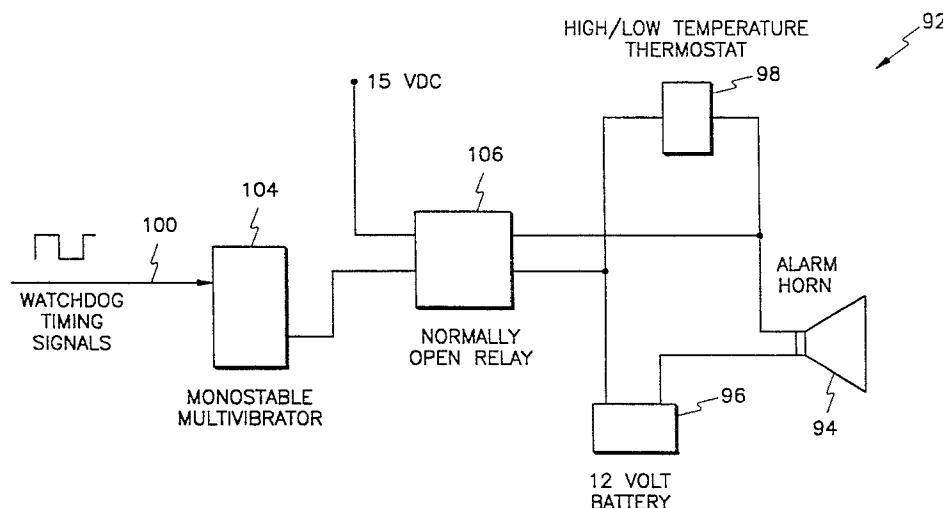 92
HIGH/LOW TEMPERATURE
THERMOSTAT
98
15 VDC
106
104
100
WATCHDOG
TIMING
SIGNALS
ALARM
HORN
NORMALLY
OPEN RELAY
MONOSTABLE
MULTIVIBRATOR
96
94
12 VOLT
BATTERY